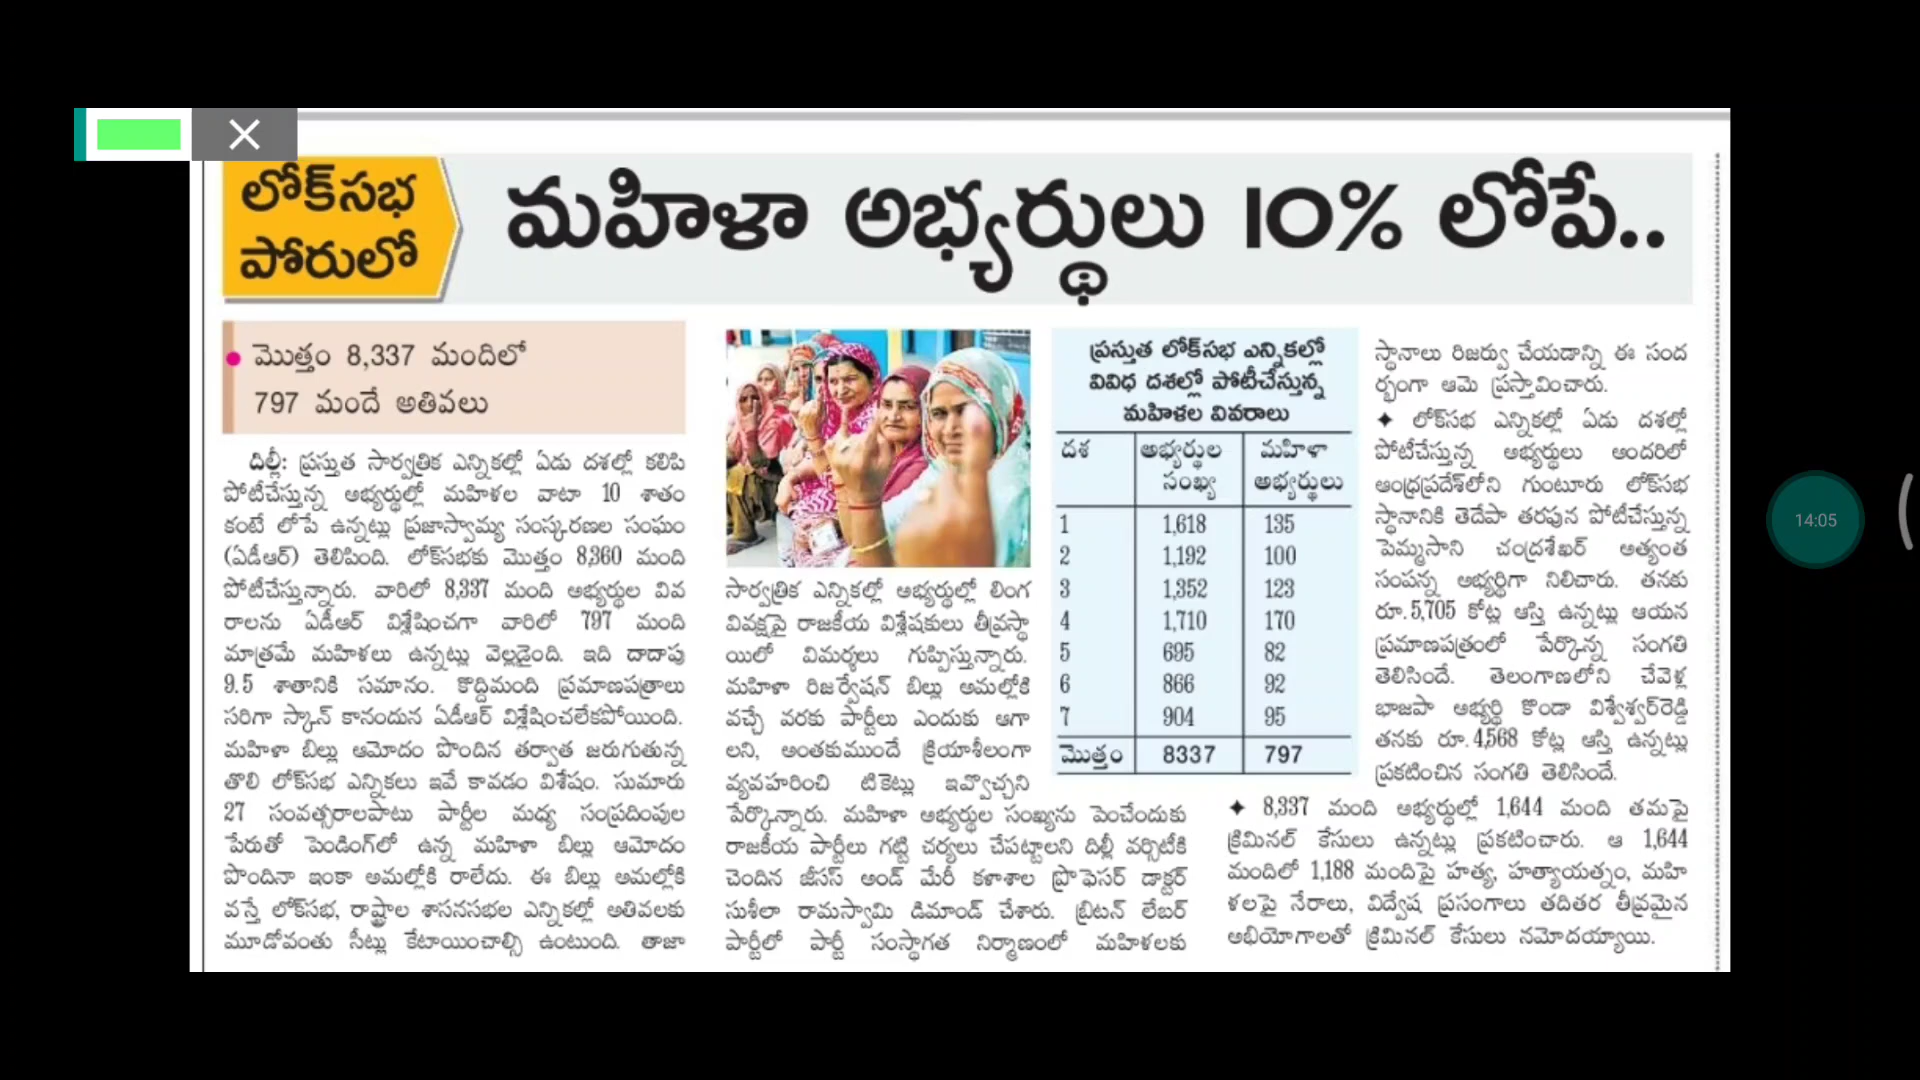 లోక్‌సభ
పోరులో
మహిళా అభ్యర్థులు 10% లోపే..
మొత్తం 8,337 మందిలో
797 మందే అతివలు
దిల్లీ: ప్రస్తుత సార్వత్రిక ఎన్నికల్లో ఏడు దశల్లో కలిపి
పోటీచేస్తున్న అభ్యర్థుల్లో మహిళల వాటా 10 శాతం
కంటే లోపే ఉన్నట్లు ప్రజాస్వామ్య సంస్కరణల సంఘం
(ఏడీఆర్) తెలిపింది. లోక్‌సభకు మొత్తం 8,360 మంది
పోటీచేస్తున్నారు. వారిలో 8,337 మంది అభ్యర్థుల వివ
రాలను ఏడీఆర్ విశ్లేషించగా వారిలో 797 మంది
మాత్రమే మహిళలు ఉన్నట్లు వెల్లడైంది. ఇది దాదాపు
9.5 శాతానికి సమానం. కొద్దిమంది ప్రమాణపత్రాలు
సరిగా స్కాన్ కానందున ఏడీఆర్ విశ్లేషించలేకపోయింది.
మహిళా బిల్లు ఆమోదం పొందిన తర్వాత జరుగుతున్న
తొలి లోక్‌సభ ఎన్నికలు ఇవే కావడం విశేషం. సుమారు
27 సంవత్సరాలపాటు పార్టీల మధ్య సంప్రదింపుల
పేరుతో పెండింగ్‌లో ఉన్న మహిళా బిల్లు ఆమోదం
పొందినా ఇంకా అమల్లోకి రాలేదు. ఈ బిల్లు అమల్లోకి
వస్తే లోక్‌సభ, రాష్ట్రాల శాసనసభల ఎన్నికల్లో అతివలకు
మూడోవంతు సీట్లు కేటాయించాల్సి ఉంటుంది. తాజా
సార్వత్రిక ఎన్నికల్లో అభ్యర్థుల్లో లింగ
వివక్షపై రాజకీయ విశ్లేషకులు తీవ్రస్థా
యిలో విమర్శలు గుప్పిస్తున్నారు.
మహిళా రిజర్వేషన్ బిల్లు అమల్లోకి
వచ్చే వరకు పార్టీలు ఎందుకు ఆగా
లని, అంతకుముందే క్రియాశీలంగా
వ్యవహరించి టికెట్లు ఇవ్వొచ్చని
పేర్కొన్నారు. మహిళా అభ్యర్థుల సంఖ్యను పెంచేందుకు
రాజకీయ పార్టీలు గట్టి చర్యలు చేపట్టాలని దిల్లీ వర్సిటీకి
చెందిన జీసస్ అండ్ మేరీ కళాశాల ప్రొఫెసర్ డాక్టర్
సుశీలా రామస్వామి డిమాండ్ చేశారు. బ్రిటన్ లేబర్
పార్టీలో పార్టీ సంస్థాగత నిర్మాణంలో మహిళలకు
ప్రస్తుత లోక్‌సభ ఎన్నికల్లో
వివిధ దశల్లో పోటీచేస్తున్న
మహిళల వివరాలు
దశ అభ్యర్థుల సంఖ్య మహిళా అభ్యర్థులు
1 1,618 135
2 1,192 100
3 1,352 123
4 1,710 170
5 695 82
6 866 92
7 904 95
మొత్తం 8337 797
స్థానాలు రిజర్వు చేయడాన్ని ఈ సంద
ర్భంగా ఆమె ప్రస్తావించారు.
✦ లోక్‌సభ ఎన్నికల్లో ఏడు దశల్లో
పోటీచేస్తున్న అభ్యర్థులు అందరిలో
ఆంధ్రప్రదేశ్‌లోని గుంటూరు లోక్‌సభ
స్థానానికి తెదేపా తరఫున పోటీచేస్తున్న
పెమ్మసాని చంద్రశేఖర్ అత్యంత
సంపన్న అభ్యర్థిగా నిలిచారు. తనకు
రూ.5,705 కోట్ల ఆస్తి ఉన్నట్లు ఆయన
ప్రమాణపత్రంలో పేర్కొన్న సంగతి
తెలిసిందే. తెలంగాణలోని చేవెళ్ల
భాజపా అభ్యర్థి కొండా విశ్వేశ్వర్‌రెడ్డి
తనకు రూ.4,568 కోట్ల ఆస్తి ఉన్నట్లు
ప్రకటించిన సంగతి తెలిసిందే.
✦ 8,337 మంది అభ్యర్థుల్లో 1,644 మంది తమపై
క్రిమినల్ కేసులు ఉన్నట్లు ప్రకటించారు. ఆ 1,644
మందిలో 1,188 మందిపై హత్య, హత్యాయత్నం, మహి
ళలపై నేరాలు, విద్వేష ప్రసంగాలు తదితర తీవ్రమైన
అభియోగాలతో క్రిమినల్ కేసులు నమోదయ్యాయి.
14:05